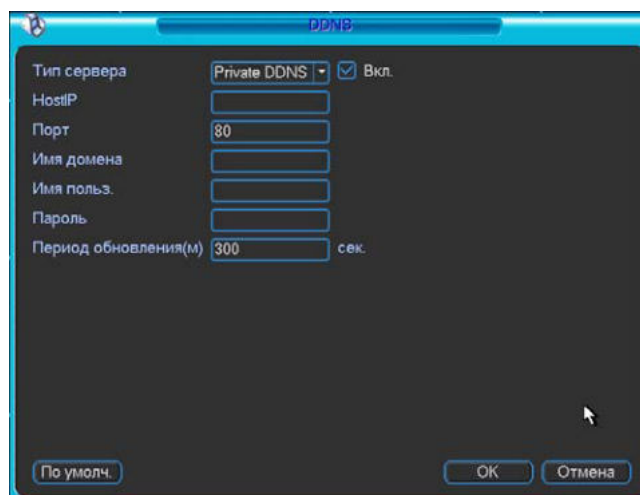 DDNS
Тип сервера Private DDNS Вкл.
HostIP
Порт 80
Имя домена
Имя польз.
Пароль
Период обновления(м) 300 сек.
По умолч. OK Отмена